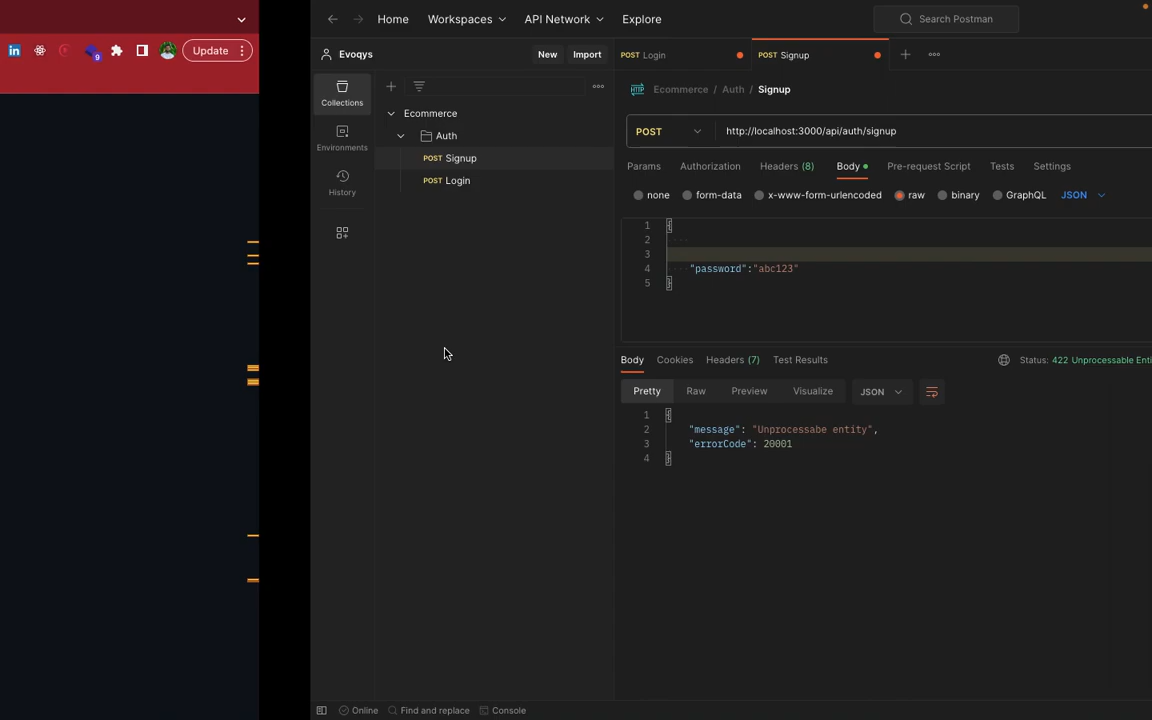 Home Workspaces API Network Explore Search Postman
in Update
9
Evoqys New Import POST Login POST Signup
Collections
Environments
History
Ecommerce
Auth
POST Signup
POST Login
HTTP Ecommerce / Auth / Signup
POST http://localhost:3000/api/auth/signup
Params Authorization Headers (8) Body Pre-request Script Tests Settings
none form-data x-www-form-urlencoded raw binary GraphQL JSON
1 {
2
3
4 "password":"abc123"
5 }
Body Cookies Headers (7) Test Results Status: 422 Unprocessable Enti
Pretty Raw Preview Visualize JSON
1 {
2 "message": "Unprocessabe entity",
3 "errorCode": 20001
4 }
Online Find and replace Console